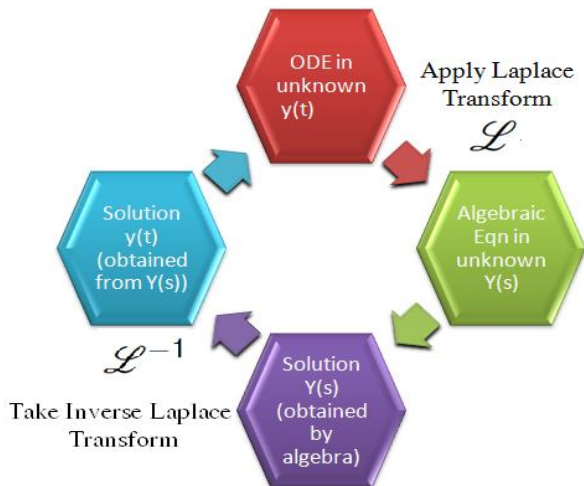 ODE in
unknown
y(t)
Apply Laplace
Transform
ℒ
Algebraic
Eqn in
unknown
Y(s)
Solution
Y(s)
(obtained
by
algebra)
Take Inverse Laplace
Transform
ℒ⁻¹
Solution
y(t)
(obtained
from Y(s))